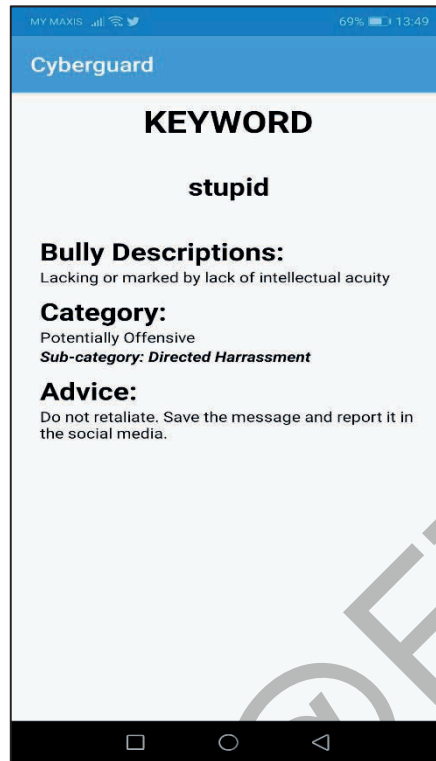 MY MAXIS 69% 13:49
Cyberguard
KEYWORD
stupid
Bully Descriptions:
Lacking or marked by lack of intellectual acuity
Category:
Potentially Offensive
Sub-category: Directed Harrassment
Advice:
Do not retaliate. Save the message and report it in
the social media.